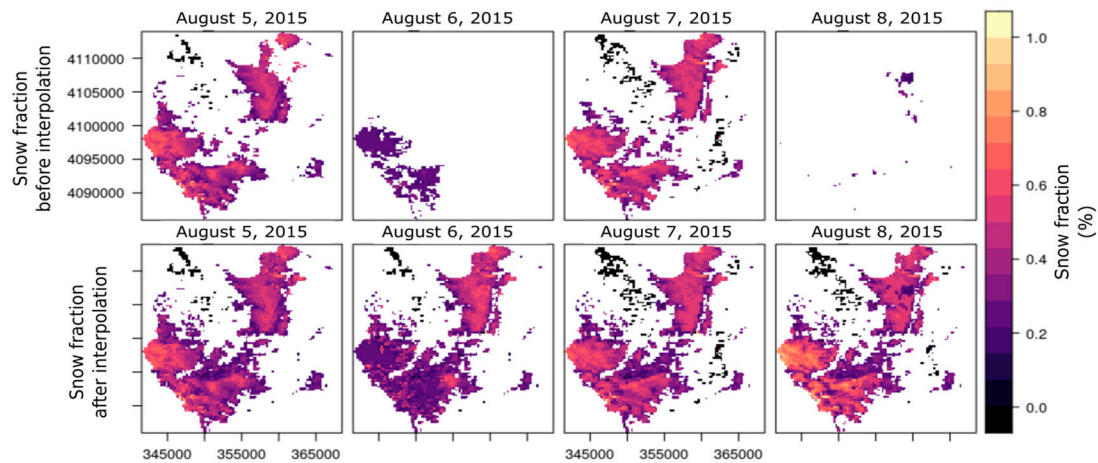 August 5, 2015 August 6, 2015 August 7, 2015 August 8, 2015
Snow fraction
before interpolation
4110000
4105000
4100000
4095000
4090000
August 5, 2015 August 6, 2015 August 7, 2015 August 8, 2015
Snow fraction
after interpolation
345000 355000 365000 345000 355000 365000
1.0
0.8
0.6
0.4
0.2
0.0
Snow fraction
(%)